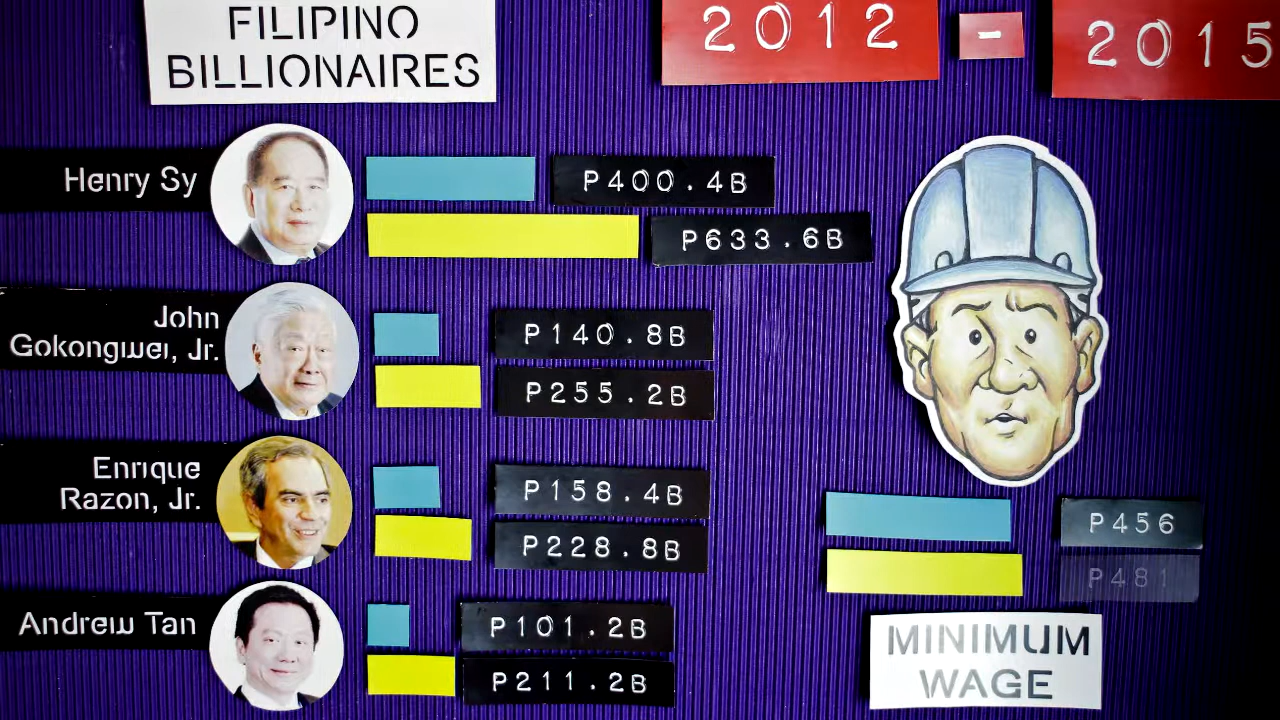 FILIPINO
BILLIONAIRES
2012 - 2015
Henry Sy
P400.4B
P633.6B
John
Gokongwei, Jr.
P140.8B
P255.2B
Enrique
Razon, Jr.
P158.4B
P228.8B
Andrew Tan
P101.2B
P211.2B
P456
P481
MINIMUM
WAGE